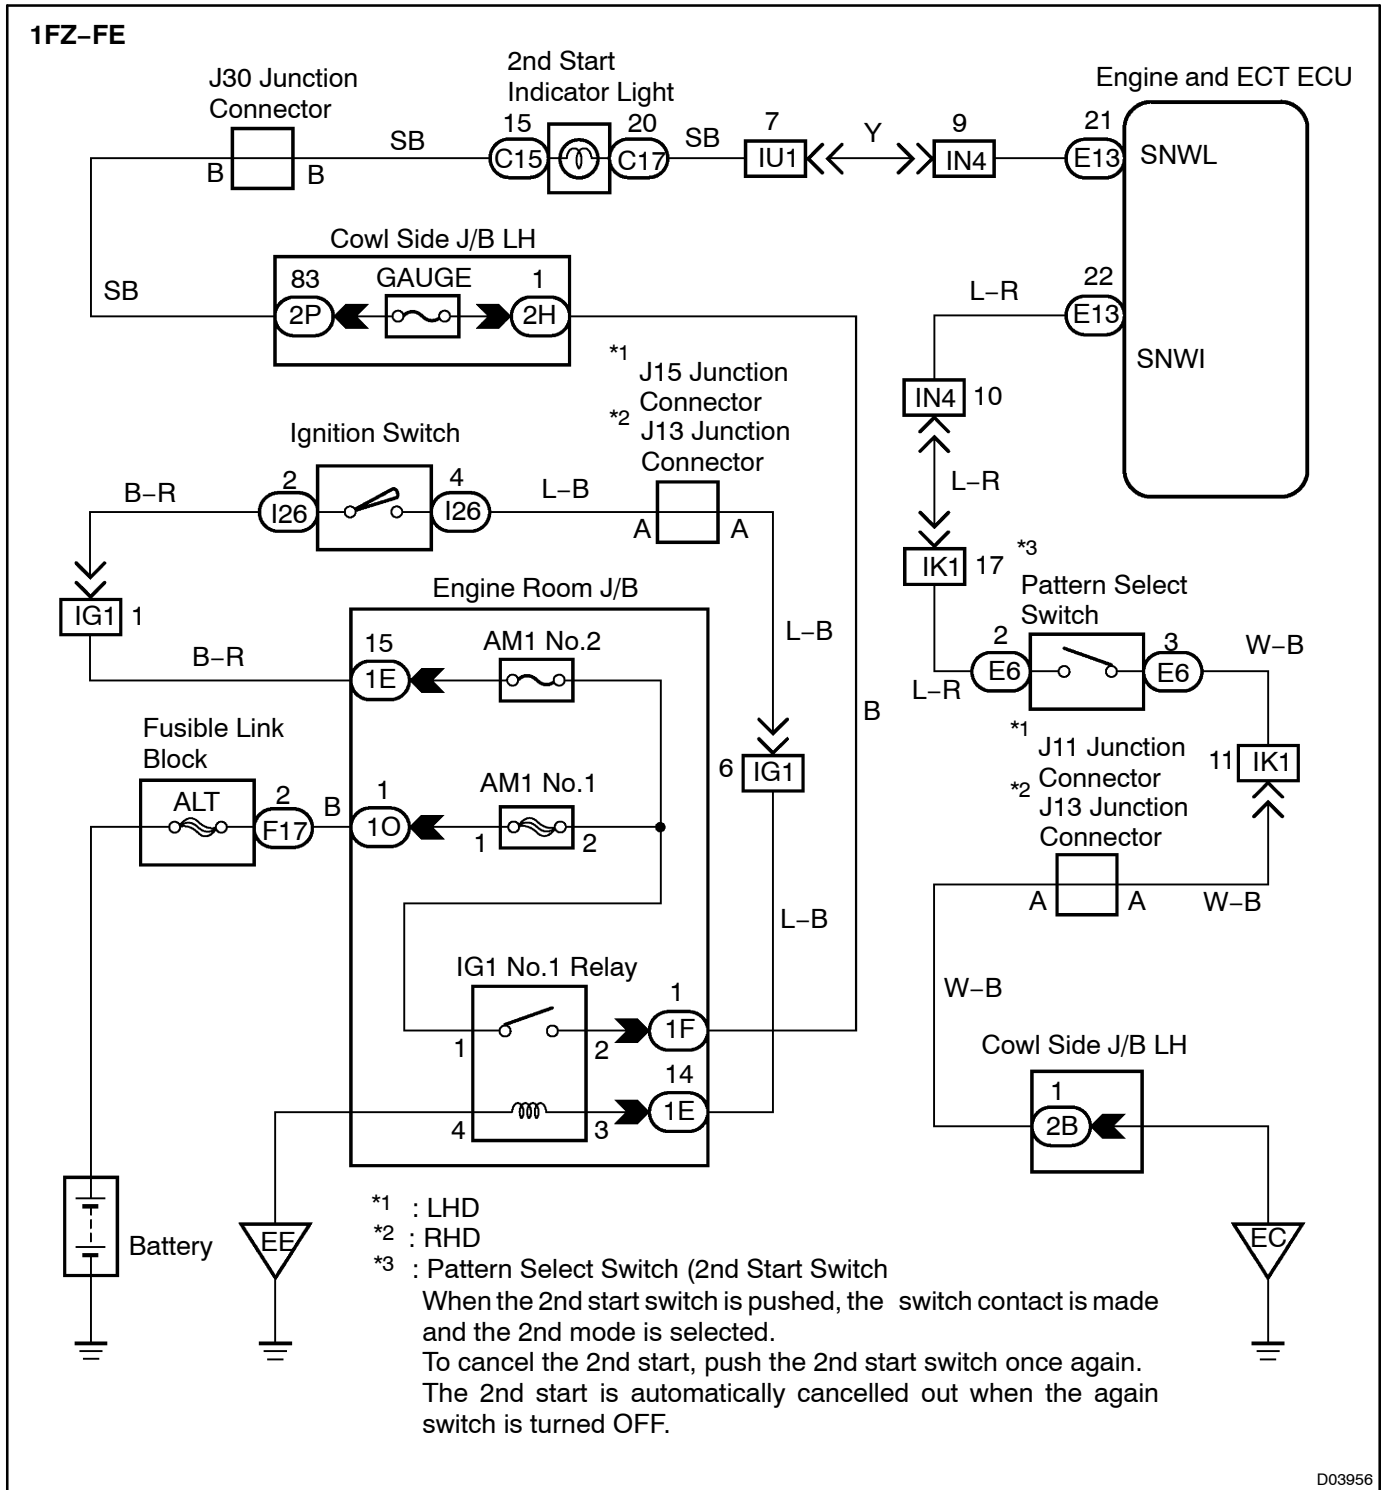 1FZ–FE
J30 Junction
Connector
2nd Start
Indicator Light
Engine and ECT ECU
B
B
SB
15
C15
20
C17
SB
7
IU1
Y
9
IN4
21
E13
SNWL
Cowl Side J/B LH
SB
83
2P
GAUGE
1
2H
L–R
22
E13
SNWI
IN4 10
L–R
IK1 17
*1
J15 Junction
Connector
*2
J13 Junction
Connector
Ignition Switch
B–R
2
I26
4
I26
L–B
A
A
IG1 1
B–R
Engine Room J/B
15
1E
AM1 No.2
L–B
B
*3
Pattern Select
Switch
L–R
2
E6
3
E6
W–B
Fusible Link
Block
ALT
2
F17
B
1
1O
AM1 No.1
1
2
6 IG1
*1
J11 Junction
Connector
*2
J13 Junction
Connector
11 IK1
A
A
W–B
L–B
W–B
IG1 No.1 Relay
1
2
1
1F
4
3
14
1E
Cowl Side J/B LH
1
2B
Battery
EE
EC
*1 : LHD
*2 : RHD
*3 : Pattern Select Switch (2nd Start Switch
When the 2nd start switch is pushed, the switch contact is made
and the 2nd mode is selected.
To cancel the 2nd start, push the 2nd start switch once again.
The 2nd start is automatically cancelled out when the again
switch is turned OFF.
D03956